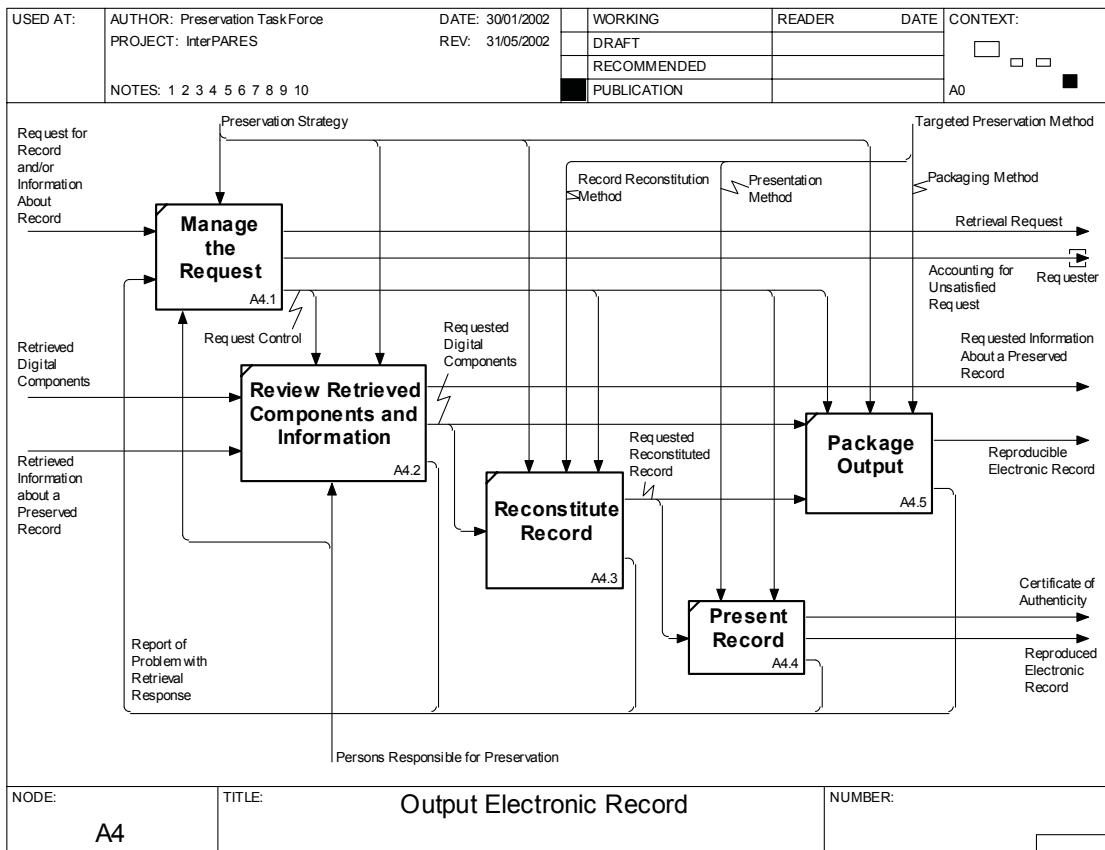 USED AT:
AUTHOR: Preservation Task Force
DATE: 30/01/2002
PROJECT: InterPARES
REV: 31/05/2002
NOTES: 1 2 3 4 5 6 7 8 9 10
WORKING
DRAFT
RECOMMENDED
PUBLICATION
READER
DATE
CONTEXT:
A0
Preservation Strategy
Targeted Preservation Method
Request for
Record
and/or
Information
About
Record
Record Reconstitution
Method
Presentation
Method
Packaging Method
Manage
the
Request
A4.1
Retrieval Request
Accounting for
Unsatisfied
Request
Requester
Request Control
Requested
Digital
Components
Retrieved
Digital
Components
Requested Information
About a Preserved
Record
Review Retrieved
Components and
Information
A4.2
Package
Output
A4.5
Reproducible
Electronic Record
Requested
Reconstituted
Record
Retrieved
Information
about a
Preserved
Record
Reconstitute
Record
A4.3
Present
Record
A4.4
Certificate of
Authenticity
Reproduced
Electronic
Record
Report of
Problem with
Retrieval
Response
Persons Responsible for Preservation
NODE:
A4
TITLE:
Output Electronic Record
NUMBER: